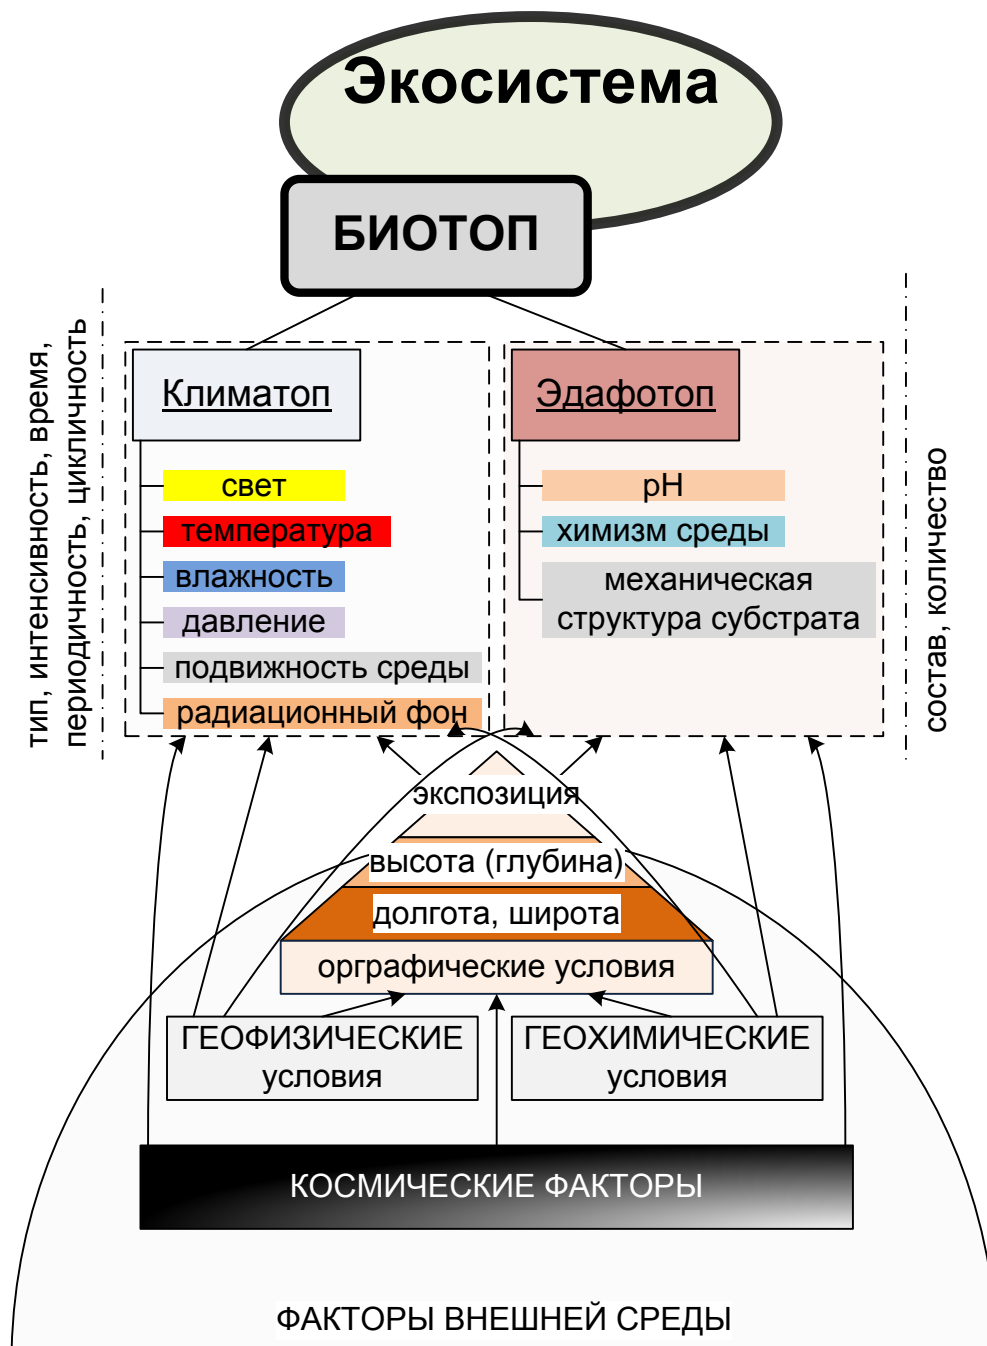 Экосистема
БИОТОП
тип, интенсивность, время,
периодичность, цикличность
Климатоп
свет
температура
влажность
давление
подвижность среды
радиационный фон
Эдафотоп
pH
химизм среды
механическая
структура субстрата
состав, количество
экспозиция
высота (глубина)
долгота, широта
орграфические условия
ГЕОФИЗИЧЕСКИЕ
условия
ГЕОХИМИЧЕСКИЕ
условия
КОСМИЧЕСКИЕ ФАКТОРЫ
ФАКТОРЫ ВНЕШНЕЙ СРЕДЫ